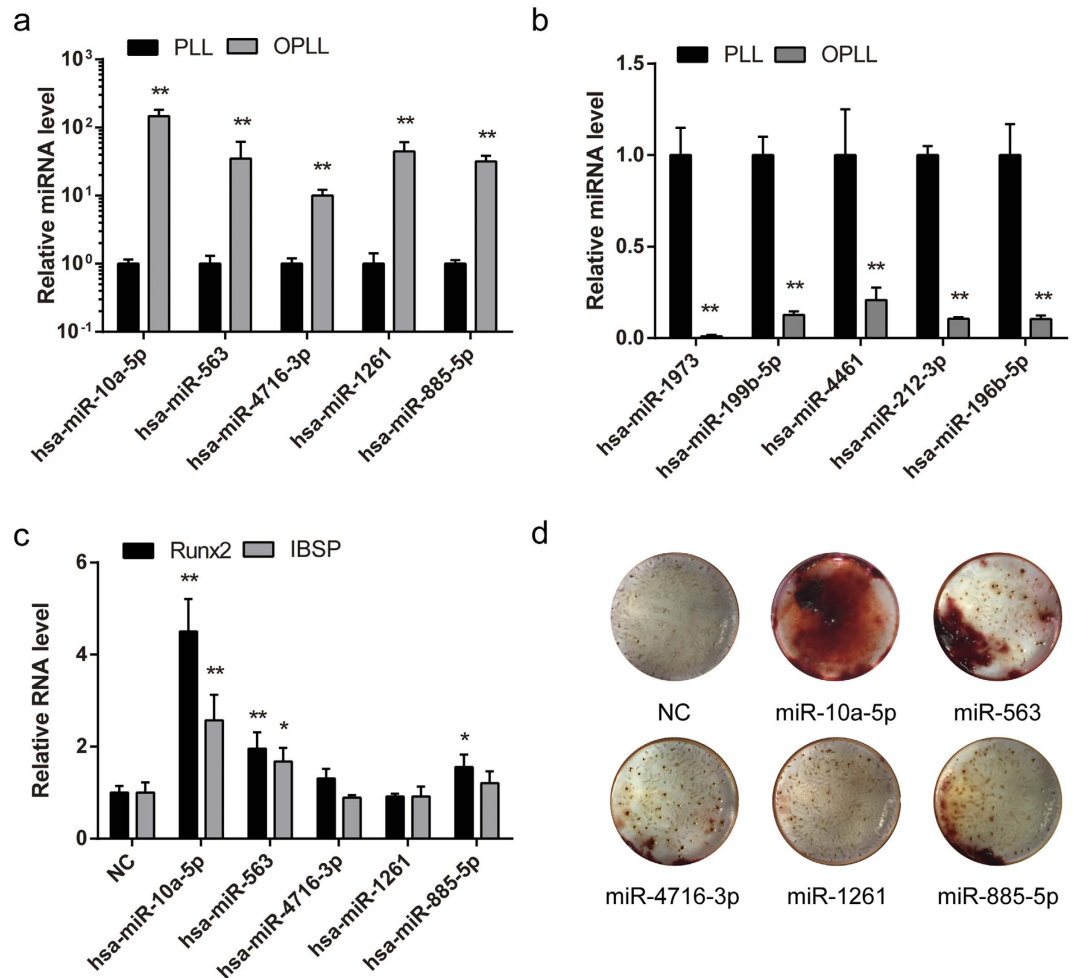 a
PLL OPLL
Relative miRNA level
10³
10²
10¹
10⁰
10⁻¹
** ** ** ** **
hsa-miR-10a-5p
hsa-miR-563
hsa-miR-4716-3p
hsa-miR-1261
hsa-miR-885-5p
b
PLL OPLL
Relative miRNA level
1.5
1.0
0.5
0.0
** ** ** ** **
hsa-miR-1973
hsa-miR-199b-5p
hsa-miR-4461
hsa-miR-212-3p
hsa-miR-196b-5p
c
Runx2 IBSP
Relative RNA level
6
4
2
0
** ** ** * *
NC
hsa-miR-10a-5p
hsa-miR-563
hsa-miR-4716-3p
hsa-miR-1261
hsa-miR-885-5p
d
NC miR-10a-5p miR-563
miR-4716-3p miR-1261 miR-885-5p